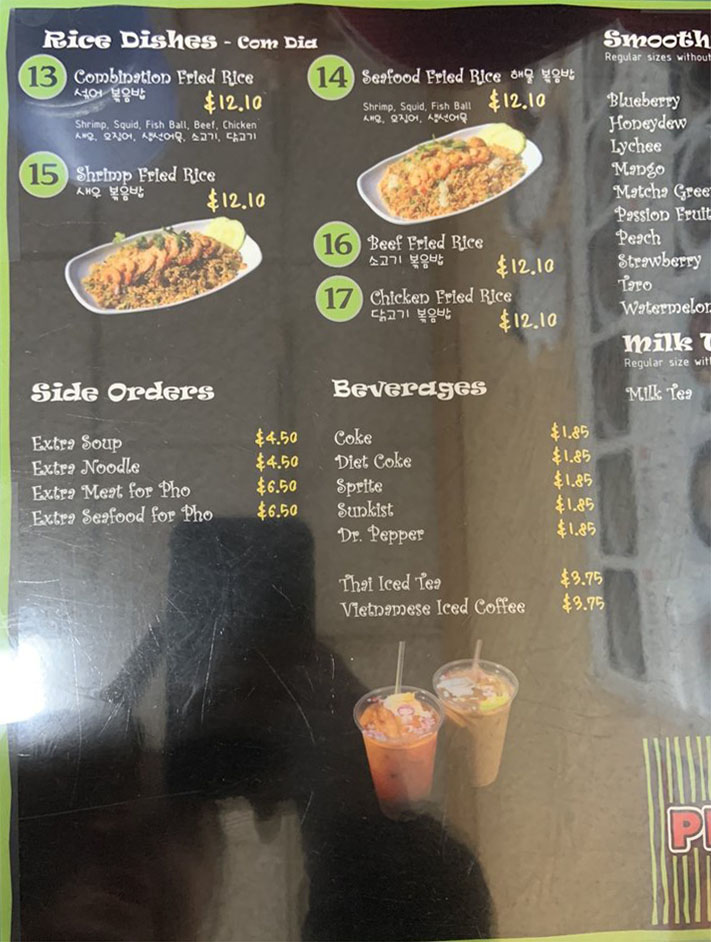 Rice Dishes - Com Dia
13 Combination Fried Rice
섞어 볶음밥
$12.10
Shrimp, Squid, Fish Ball, Beef, Chicken
새우, 오징어, 생선어묵, 소고기, 닭고기
14 Seafood Fried Rice 해물 볶음밥
$12.10
Shrimp, Squid, Fish Ball
새우, 오징어, 생선어묵
15 Shrimp Fried Rice
새우 볶음밥
$12.10
16 Beef Fried Rice
소고기 볶음밥
$12.10
17 Chicken Fried Rice
닭고기 볶음밥
$12.10
Side Orders
Extra Soup $4.50
Extra Noodle $4.50
Extra Meat for Pho $6.50
Extra Seafood for Pho $6.50
Beverages
Coke $1.85
Diet Coke $1.85
Sprite $1.85
Sunkist $1.85
Dr. Pepper $1.85
Thai Iced Tea $3.75
Vietnamese Iced Coffee $3.75
Smooth
Regular sizes without
Blueberry
Honeydew
Lychee
Mango
Matcha Gree
Passion Fruit
Peach
Strawberry
Taro
Watermelon
Milk T
Regular size wit
Milk Tea